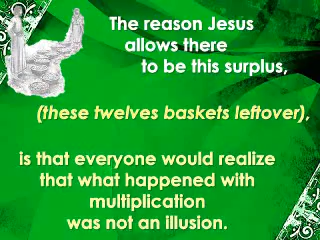 The reason Jesus
allows there
to be this surplus,
(these twelves baskets leftover),
is that everyone would realize
that what happened with
multiplication
was not an illusion.